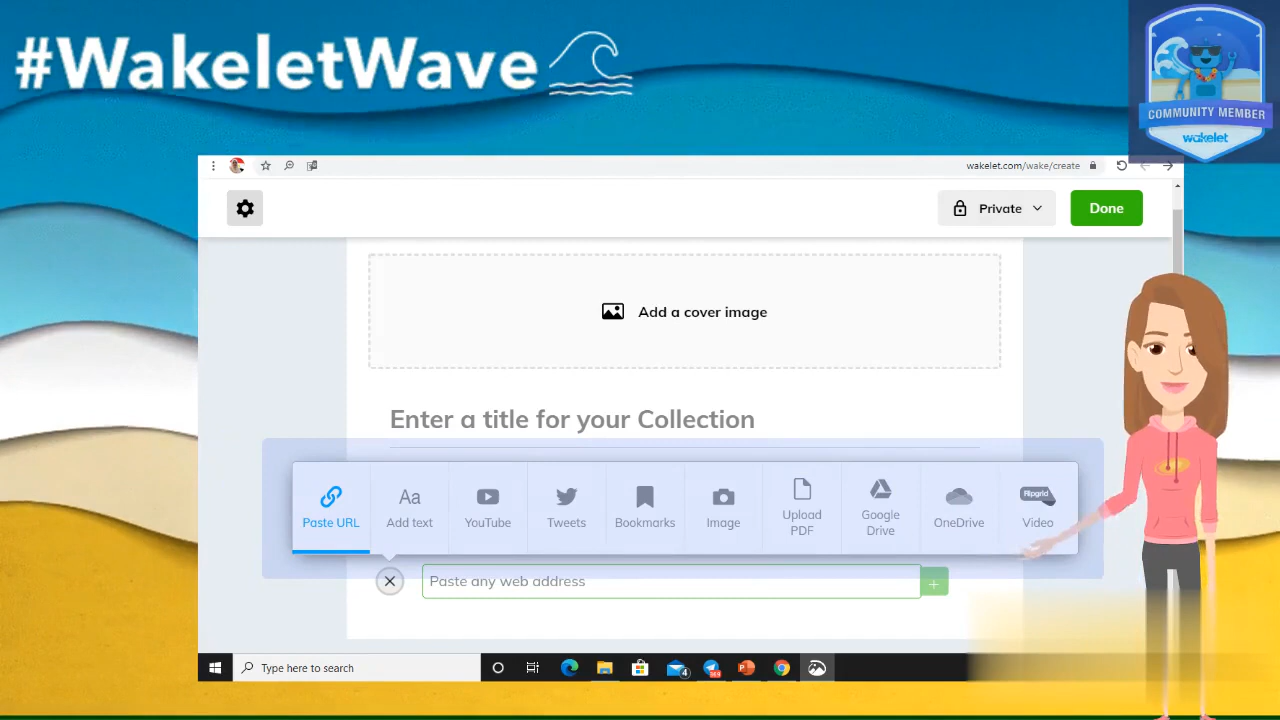 #WakeletWave
COMMUNITY MEMBER
wakelet
wakelet.com/wake/create
Private
Done
Add a cover image
Enter a title for your Collection
Paste URL
Add text
YouTube
Tweets
Bookmarks
Image
Upload
PDF
Google
Drive
OneDrive
Flipgrid
Video
Paste any web address
Type here to search
4